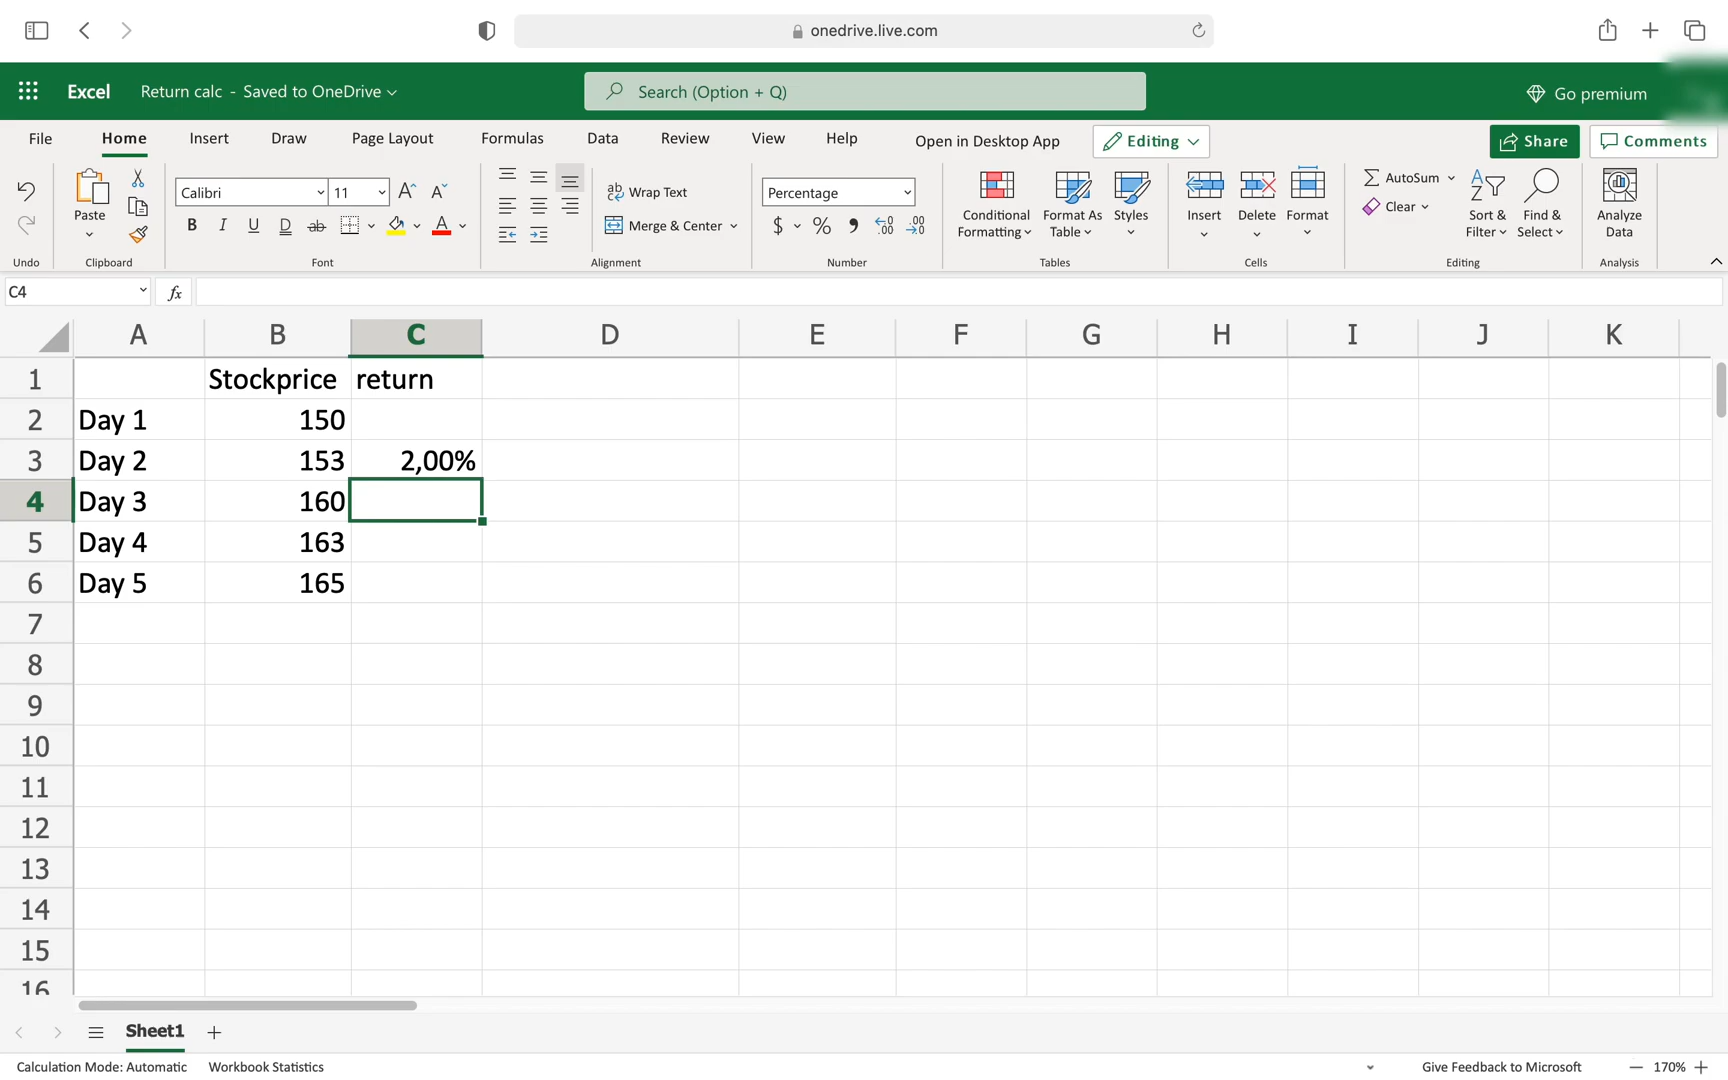 onedrive.live.com
Excel Return calc - Saved to OneDrive Search (Option + Q) Go premium
File Home Insert Draw Page Layout Formulas Data Review View Help Open in Desktop App Editing Share Comments
Paste Calibri 11 Wrap Text Percentage Conditional Formatting Format As Table Styles Insert Delete Format AutoSum Clear Sort & Filter Find & Select Analyze Data
B I U D ab A Merge & Center $ % .00 .00
Undo Clipboard Font Alignment Number Tables Cells Editing Analysis
C4 fx
A B C D E F G H I J K
1 Stockprice return
2 Day 1 150
3 Day 2 153 2,00%
4 Day 3 160
5 Day 4 163
6 Day 5 165
7
8
9
10
11
12
13
14
15
16
Sheet1
Calculation Mode: Automatic Workbook Statistics Give Feedback to Microsoft 170%